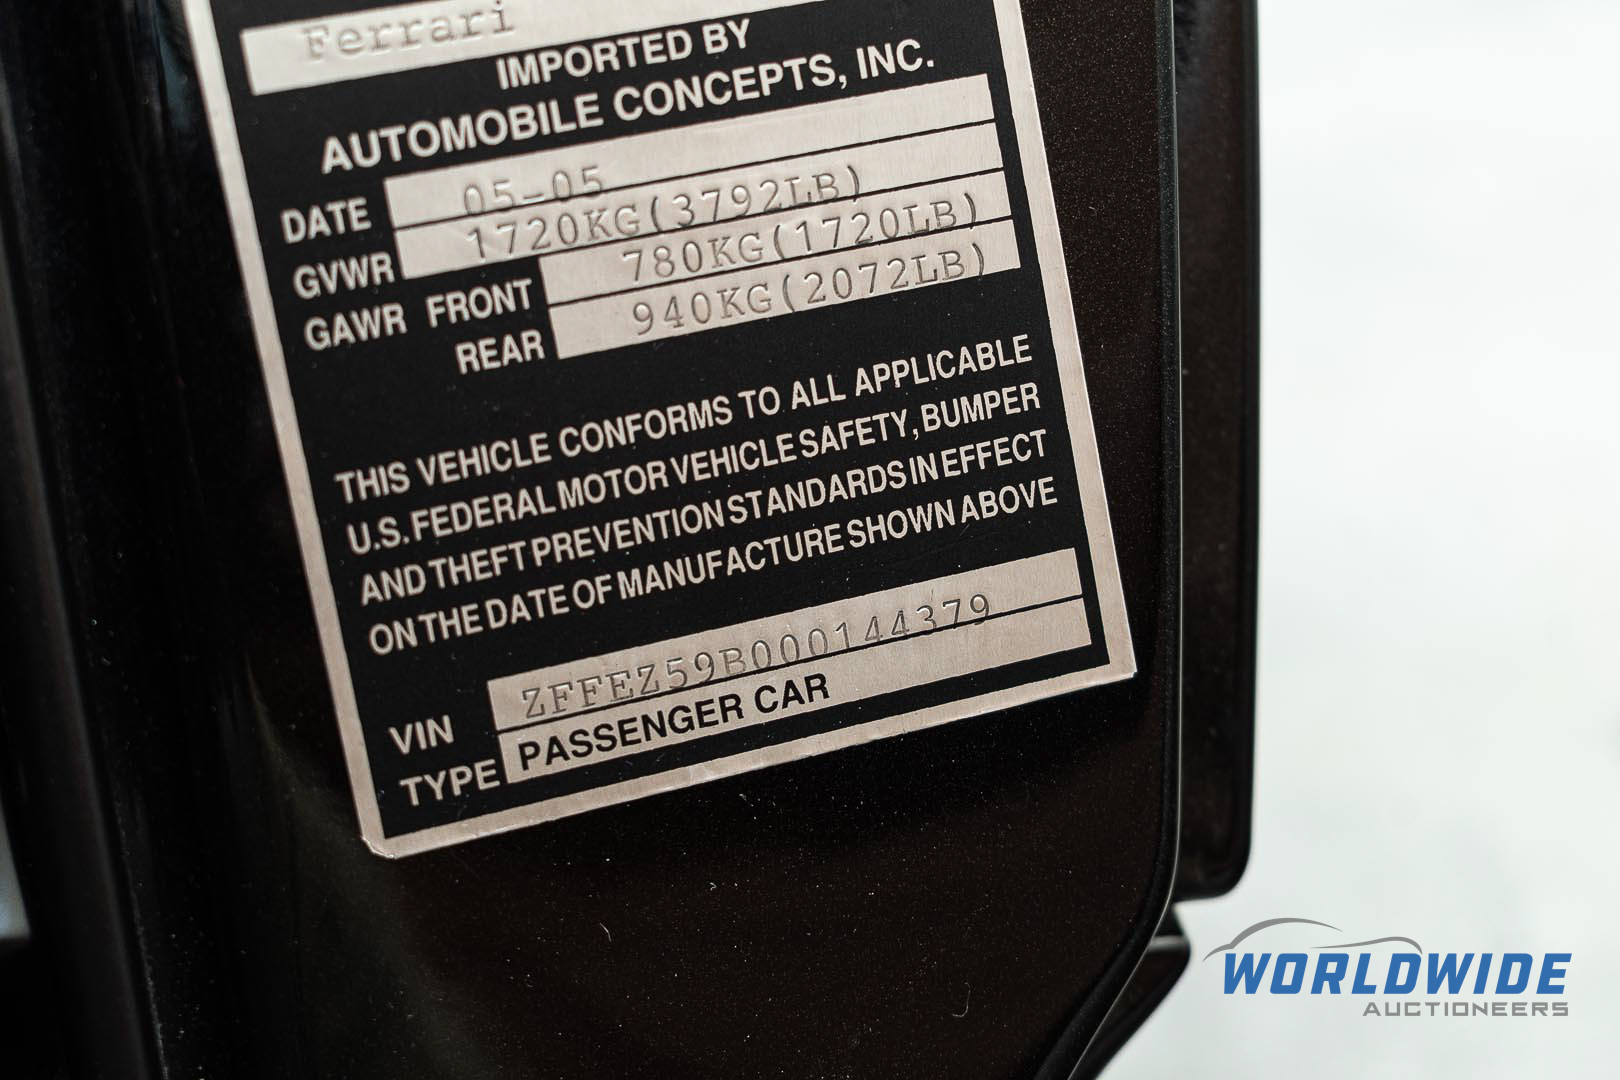 Ferrari
IMPORTED BY
AUTOMOBILE CONCEPTS, INC.
DATE 05-05
GVWR 1720KG(3792LB)
GAWR FRONT 780KG(1720LB)
REAR 940KG(2072LB)
THIS VEHICLE CONFORMS TO ALL APPLICABLE
U.S. FEDERAL MOTOR VEHICLE SAFETY, BUMPER
AND THEFT PREVENTION STANDARDS IN EFFECT
ON THE DATE OF MANUFACTURE SHOWN ABOVE
VIN ZFFEZ59B000144379
TYPE PASSENGER CAR
WORLDWIDE
AUCTIONEERS